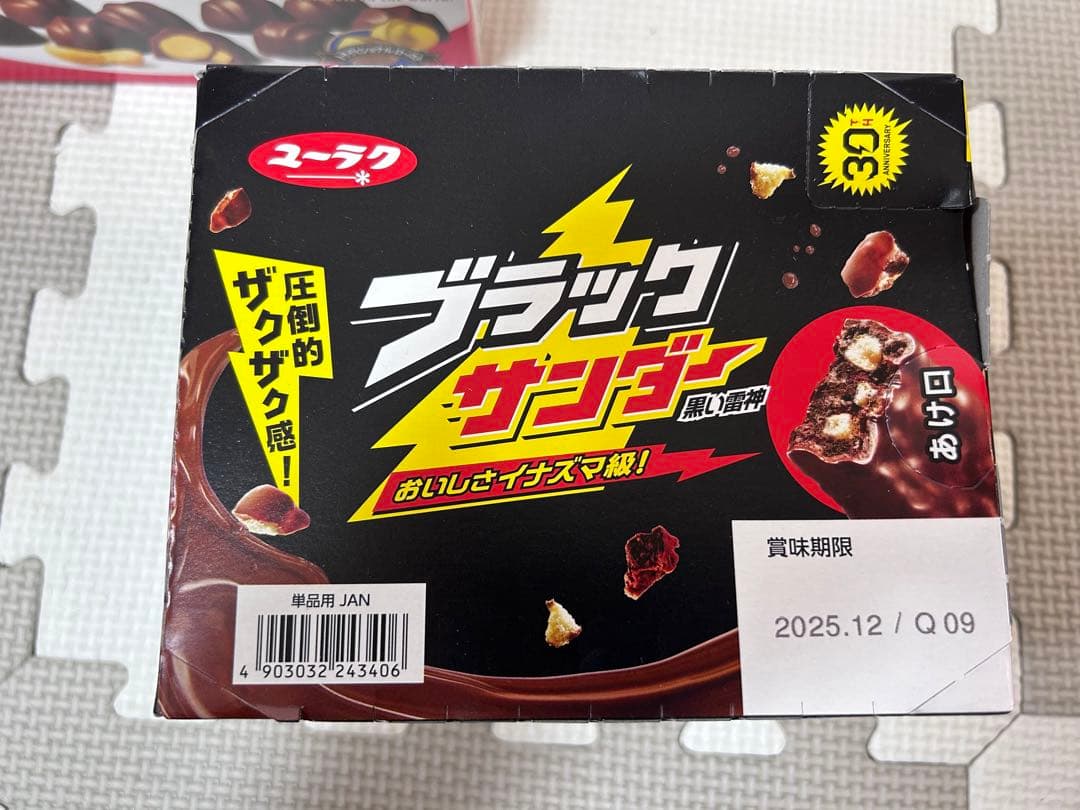 ユーラク
30TH
ANNIVERSARY
圧倒的
ザクザク感!
ブラック
サンダー
黒い雷神
おいしさイナズマ級!
あけ口
賞味期限
2025.12 / Q 09
単品用 JAN
4 903032 243406